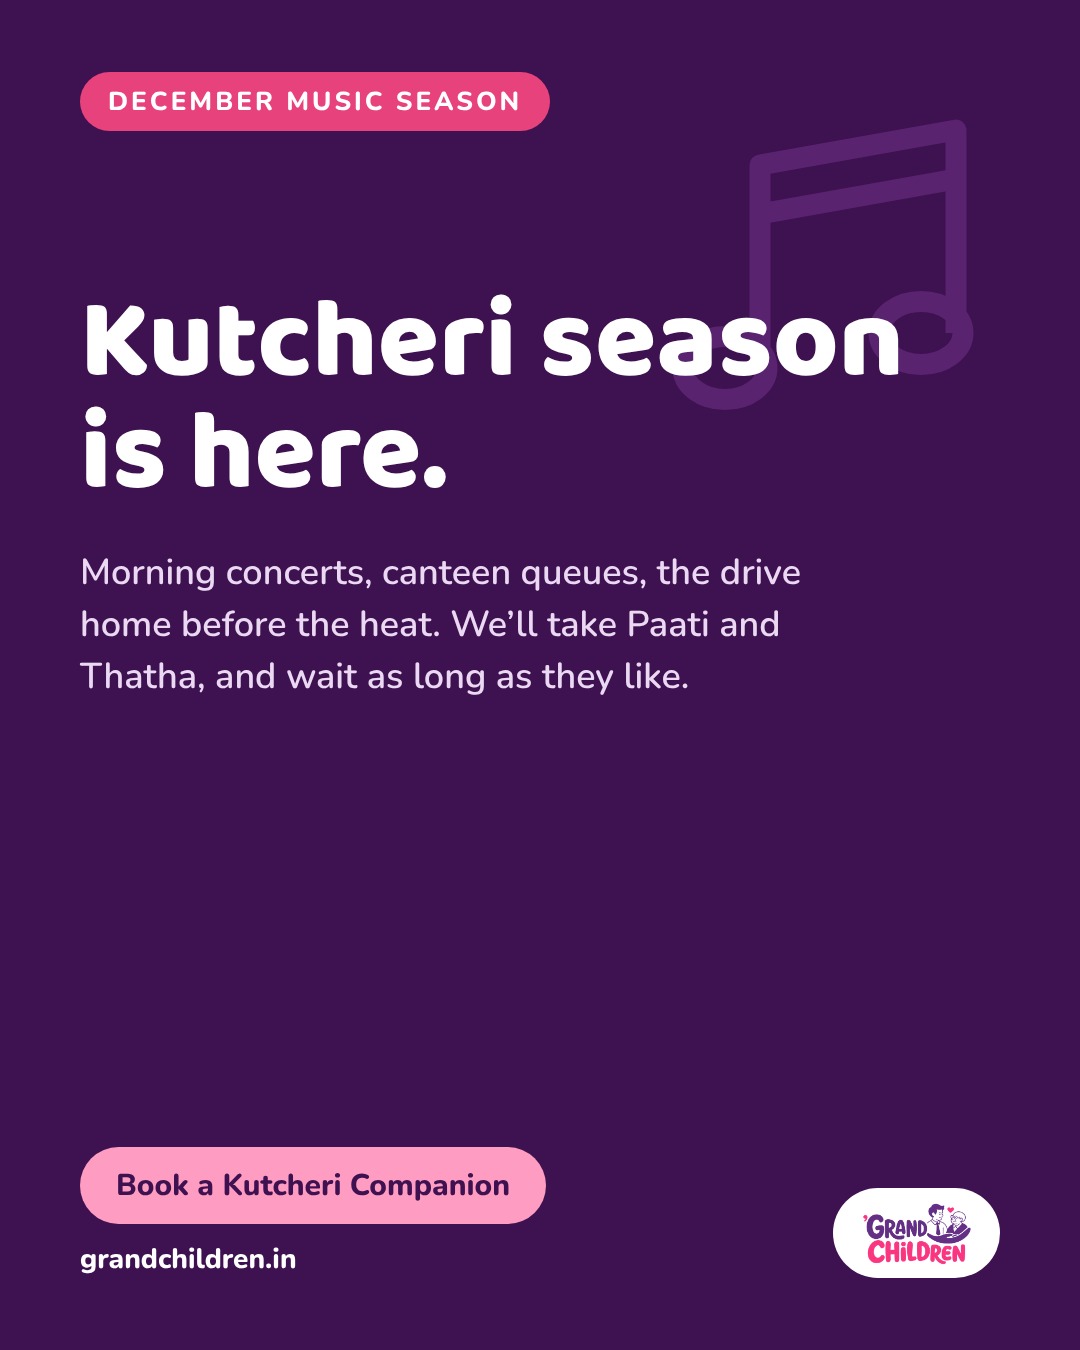 DECEMBER MUSIC SEASON
Kutcheri season
is here.
Morning concerts, canteen queues, the drive
home before the heat. We’ll take Paati and
Thatha, and wait as long as they like.
Book a Kutcheri Companion
grandchildren.in
'GRAND
CHiLDREN